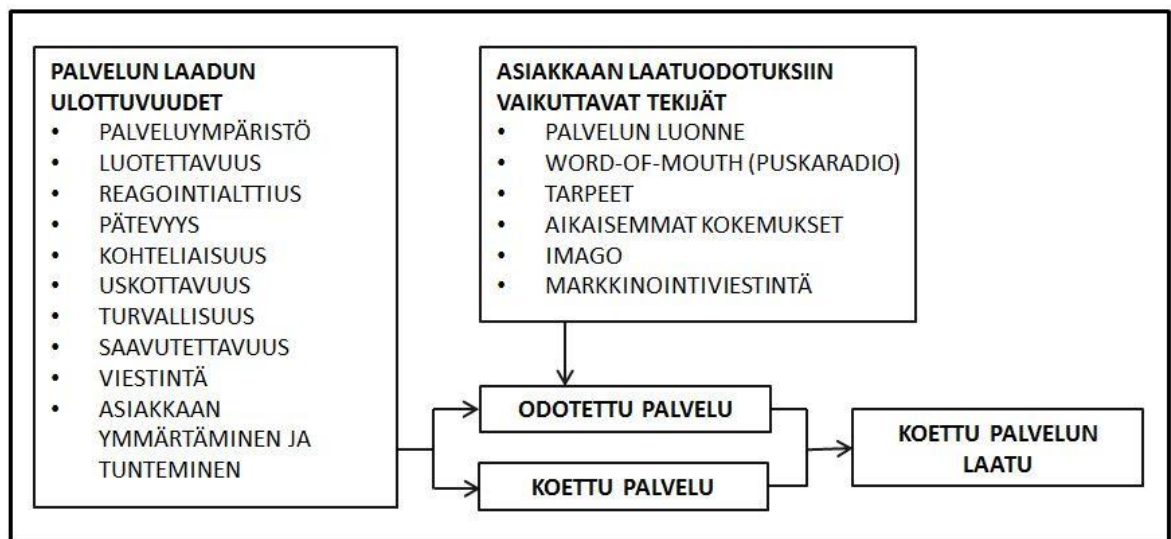 PALVELUN LAADUN
ULOTTUVUUDET
• PALVELUYMPÄRISTÖ
• LUOTETTAVUUS
• REAGOINTIALTTIUS
• PÄTEVYYS
• KOHTELIAISUUS
• USKOTTAVUUS
• TURVALLISUUS
• SAAVUTETTAVUUS
• VIESTINTÄ
• ASIAKKAAN
YMMÄRTÄMINEN JA
TUNTEMINEN
ASIAKKAAN LAATUODOTUKSIIN
VAIKUTTAVAT TEKIJÄT
• PALVELUN LUONNE
• WORD-OF-MOUTH (PUSKARADIO)
• TARPEET
• AIKAISEMMAT KOKEMUKSET
• IMAGO
• MARKKINOINTIVIESTINTÄ
ODOTETTU PALVELU
KOETTU PALVELU
KOETTU PALVELUN
LAATU